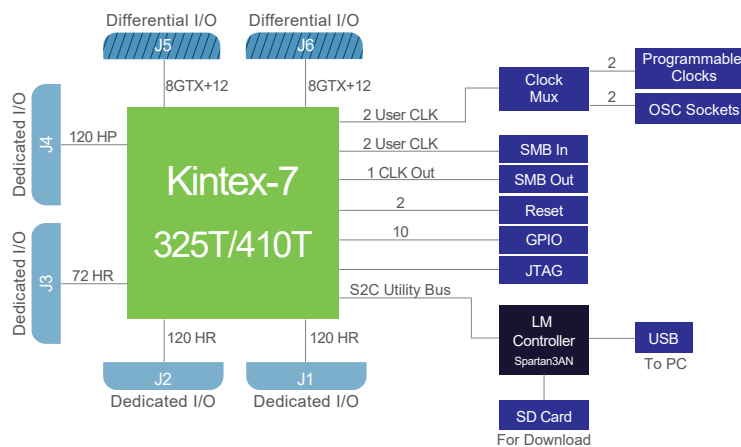 Differential I/O
Differential I/O
J5
J6
8GTX+12
8GTX+12
2
Programmable
Clocks
Clock
Mux
2 User CLK
2
OSC Sockets
Dedicated I/O
J4
120 HP
2 User CLK
SMB In
Kintex-7
1 CLK Out
SMB Out
2
Reset
325T/410T
10
GPIO
JTAG
Dedicated I/O
J3
72 HR
S2C Utility Bus
LM
Controller
Spartan3AN
USB
To PC
120 HR
120 HR
J2
J1
Dedicated I/O
Dedicated I/O
SD Card
For Download